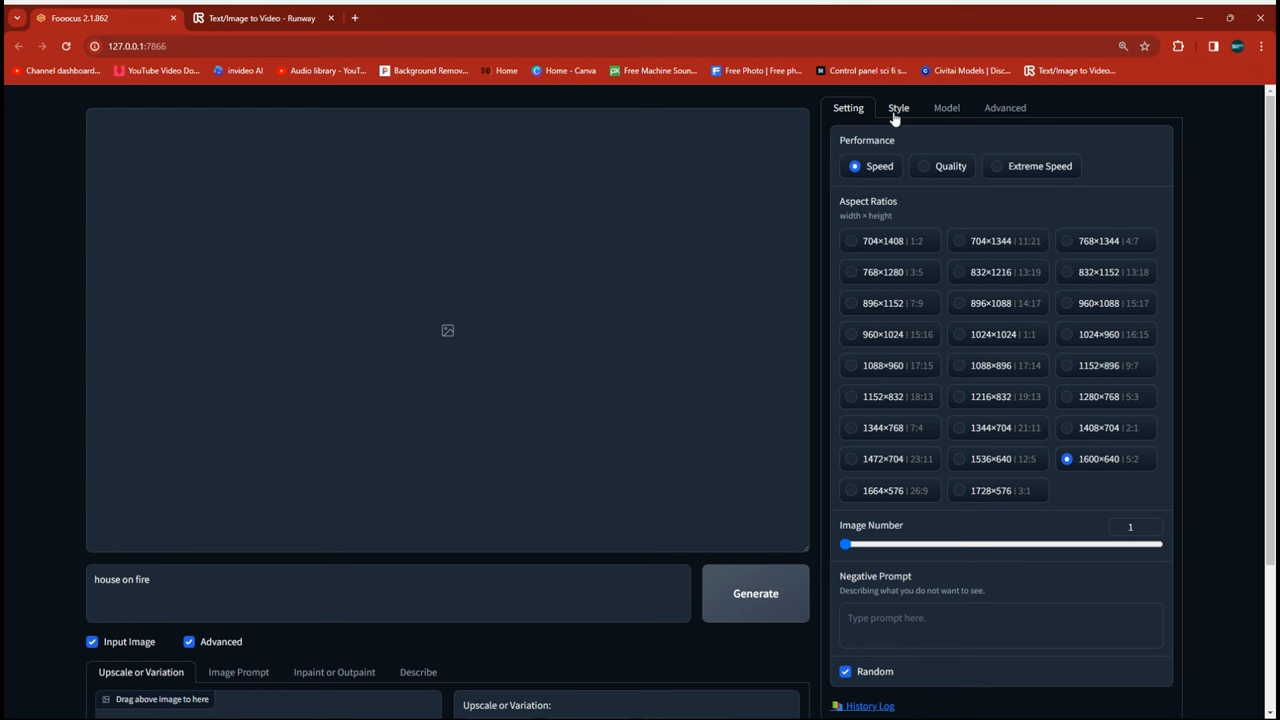 Fooocus 2.1.862
Text/Image to Video - Runway
127.0.0.1:7866
Channel dashboard...
YouTube Video Do...
invideo AI
Audio library - YouT...
Background Remov...
Home
Home - Canva
Free Machine Soun...
Free Photo | Free ph...
Control panel sci fi s...
Civitai Models | Disc...
Text/Image to Video...
Setting Style Model Advanced
Performance
Speed Quality Extreme Speed
Aspect Ratios
width × height
704×1408 | 1:2 704×1344 | 11:21 768×1344 | 4:7
768×1280 | 3:5 832×1216 | 13:19 832×1152 | 13:18
896×1152 | 7:9 896×1088 | 14:17 960×1088 | 15:17
960×1024 | 15:16 1024×1024 | 1:1 1024×960 | 16:15
1088×960 | 17:15 1088×896 | 17:14 1152×896 | 9:7
1152×832 | 18:13 1216×832 | 19:13 1280×768 | 5:3
1344×768 | 7:4 1344×704 | 21:11 1408×704 | 2:1
1472×704 | 23:11 1536×640 | 12:5 1600×640 | 5:2
1664×576 | 26:9 1728×576 | 3:1
Image Number 1
Negative Prompt
Describing what you do not want to see.
Type prompt here.
Random
History Log
house on fire
Generate
Input Image Advanced
Upscale or Variation Image Prompt Inpaint or Outpaint Describe
Drag above image to here
Upscale or Variation: